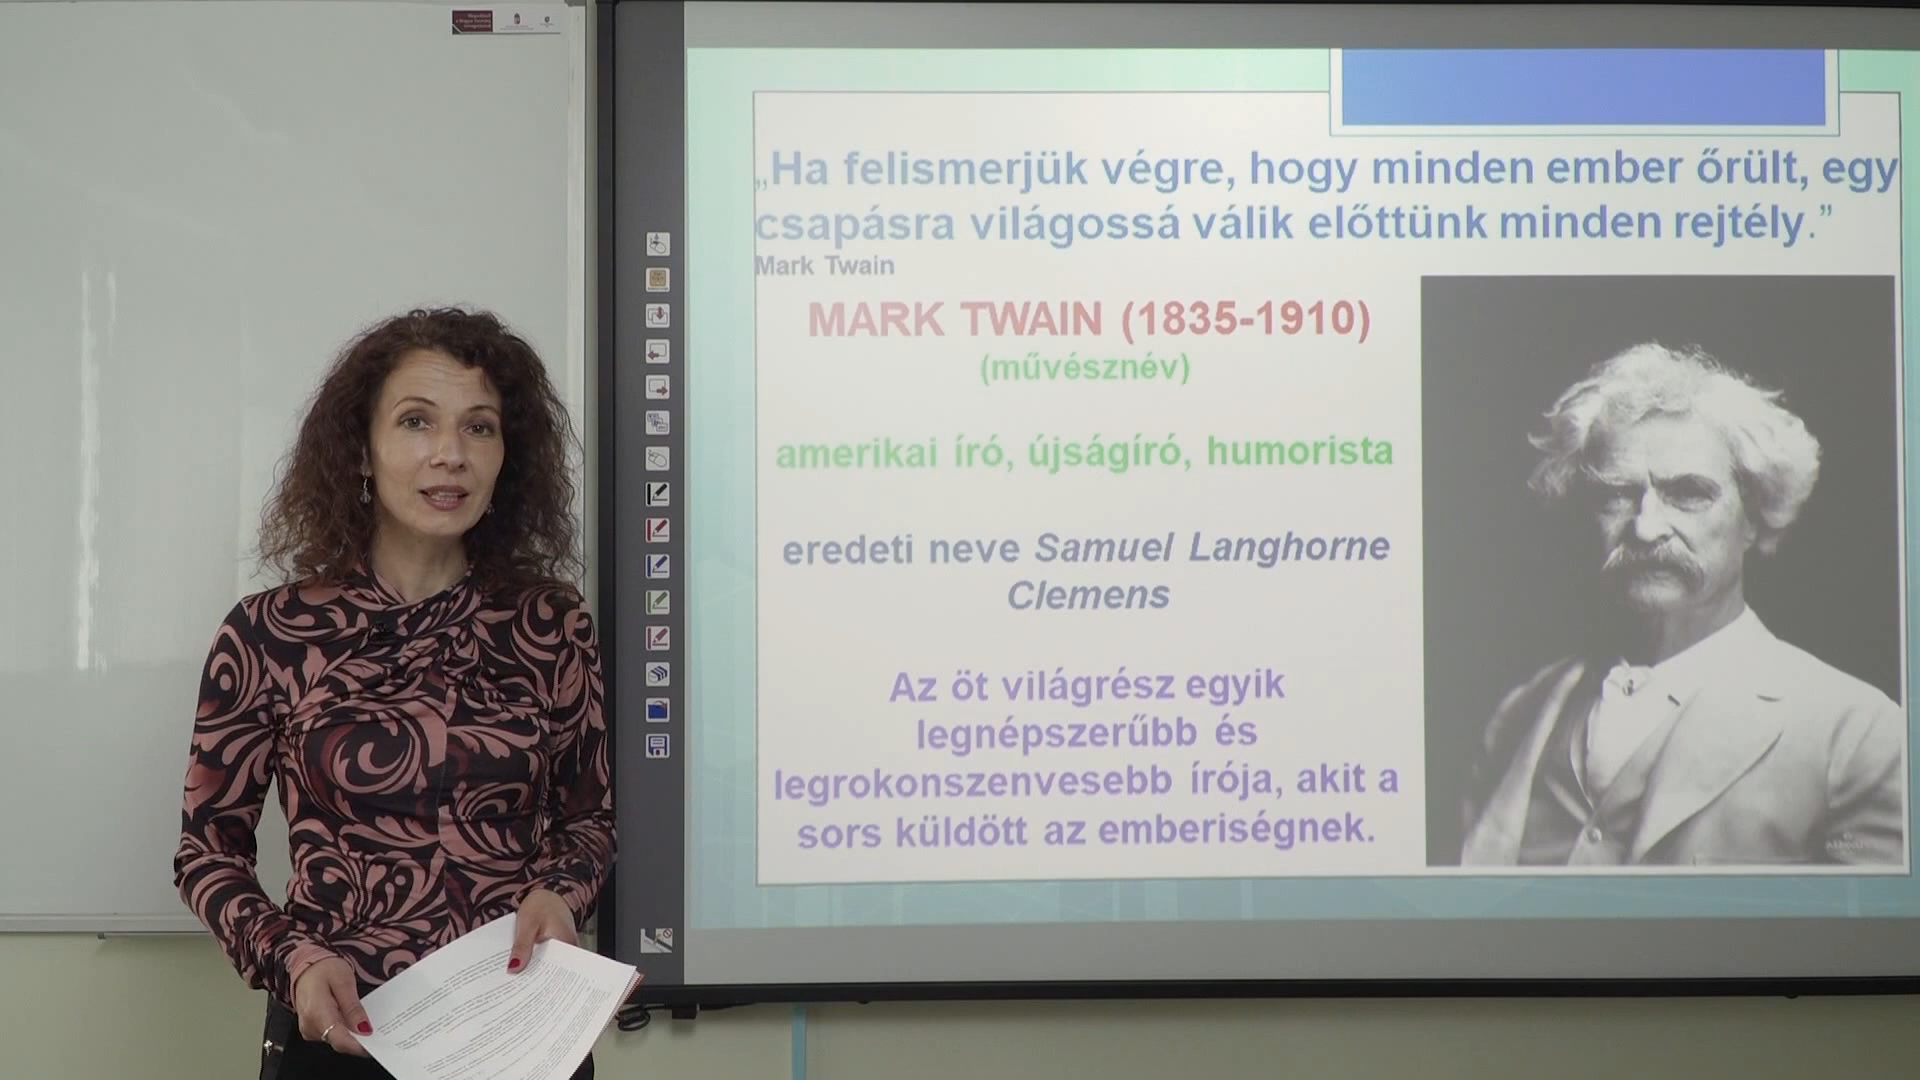 „Ha felismerjük végre, hogy minden ember őrült, egy
csapásra világossá válik előttünk minden rejtély.”
Mark Twain
MARK TWAIN (1835-1910)
(művésznév)
amerikai író, újságíró, humorista
eredeti neve Samuel Langhorne
Clemens
Az öt világrész egyik
legnépszerűbb és
legrokonszenvesebb írója, akit a
sors küldött az emberiségnek.